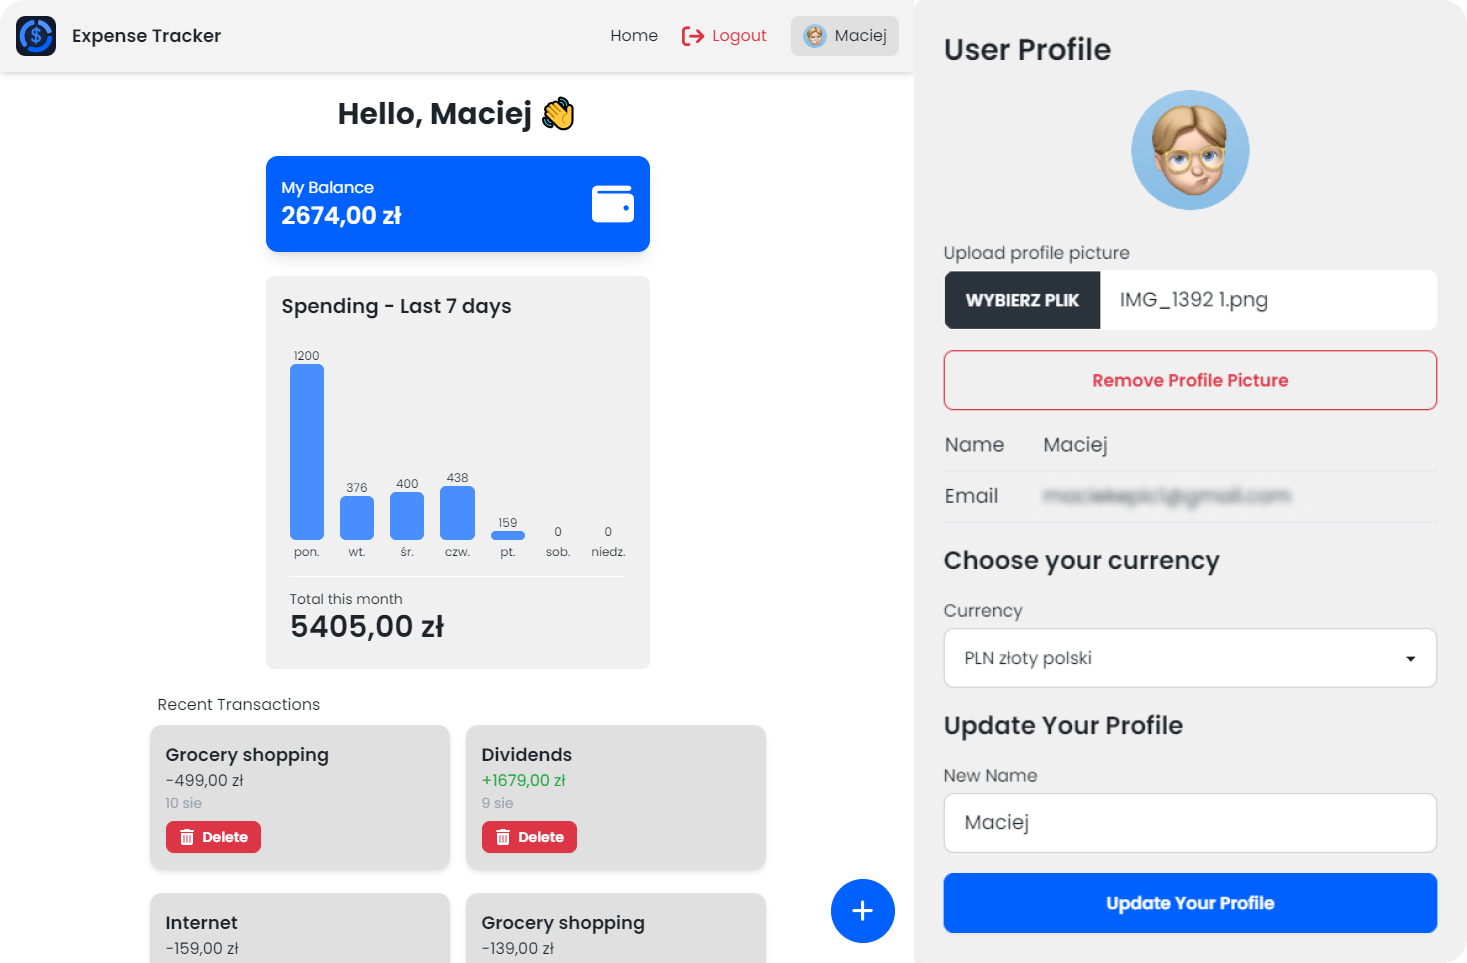 Expense Tracker
Home
Logout
Maciej
Hello, Maciej 👋
My Balance
2674,00 zł
Spending - Last 7 days
1200
376
400
438
159
0
0
pon.
wt.
śr.
czw.
pt.
sob.
niedz.
Total this month
5405,00 zł
Recent Transactions
Grocery shopping
-499,00 zł
10 sie
Delete
Dividends
+1679,00 zł
9 sie
Delete
Internet
-159,00 zł
Grocery shopping
-139,00 zł
User Profile
Upload profile picture
WYBIERZ PLIK
IMG_1392 1.png
Remove Profile Picture
Name Maciej
Email
Choose your currency
Currency
PLN złoty polski
Update Your Profile
New Name
Maciej
Update Your Profile